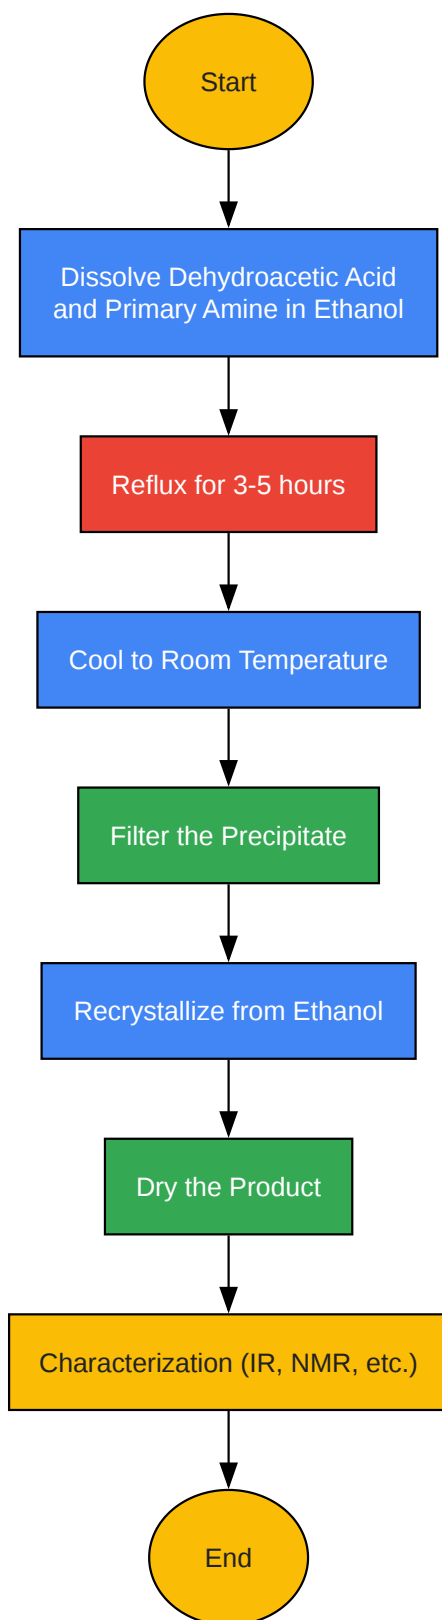 Start
Dissolve Dehydroacetic Acid
and Primary Amine in Ethanol
Reflux for 3-5 hours
Cool to Room Temperature
Filter the Precipitate
Recrystallize from Ethanol
Dry the Product
Characterization (IR, NMR, etc.)
End